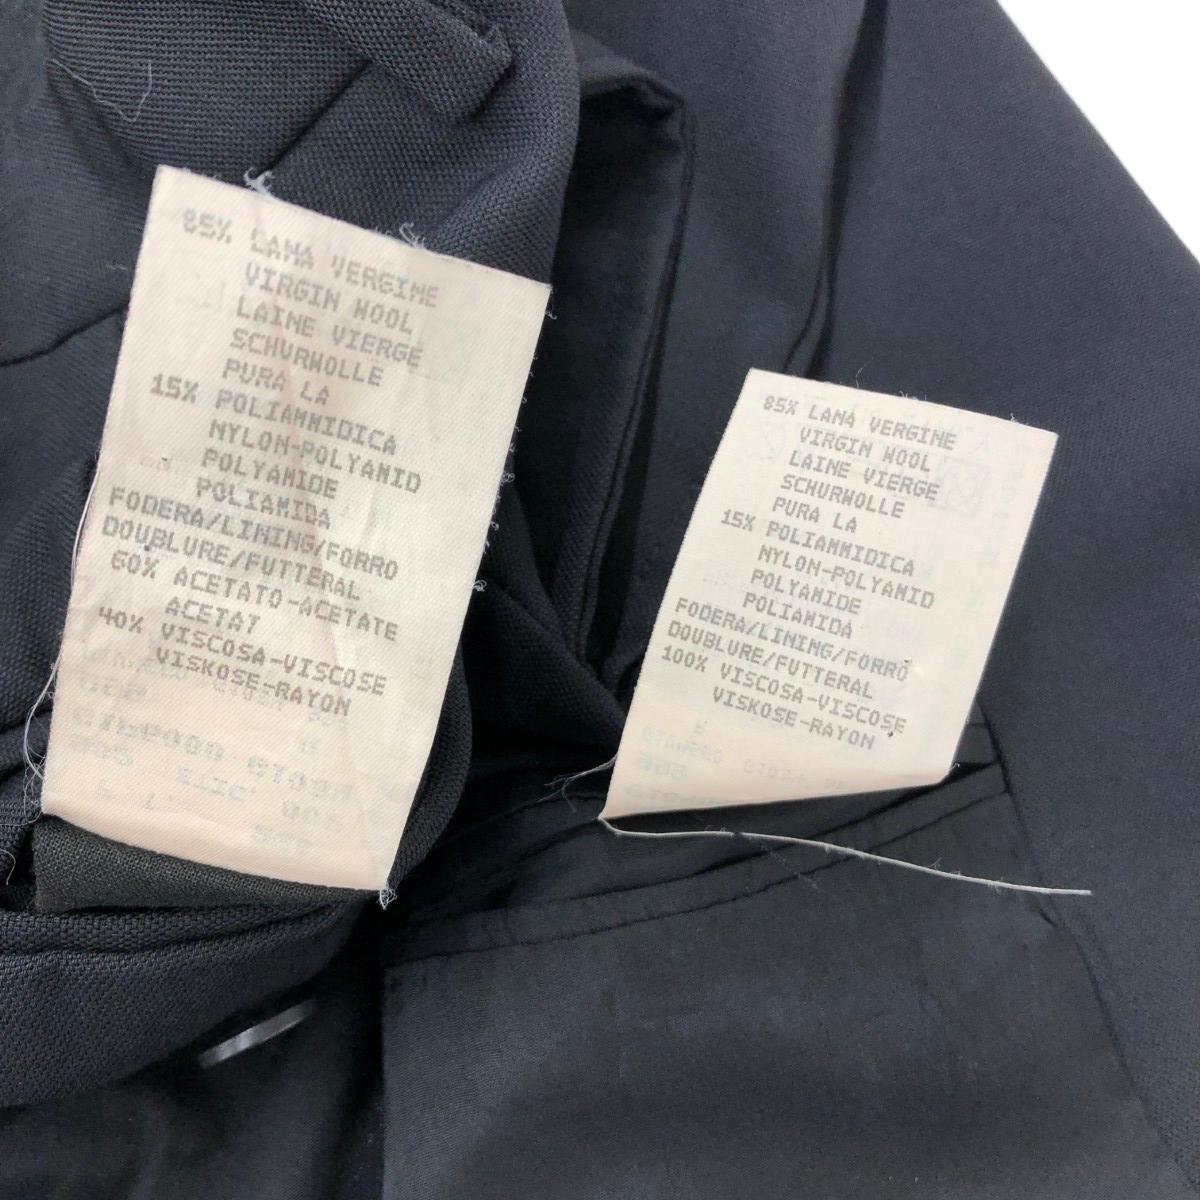 85% LANA VERGINE
VIRGIN WOOL
LAINE VIERGE
SCHURWOLLE
PURA LA
15% POLIAMMIDICA
NYLON-POLYAMID
POLYAMIDE
POLIAMIDA
FODERA/LINING/FORRO
DOUBLURE/FUTTERAL
60% ACETATO-ACETATE
ACETAT
40% VISCOSA-VISCOSE
VISKOSE-RAYON
85% LANA VERGINE
VIRGIN WOOL
LAINE VIERGE
SCHURWOLLE
PURA LA
15% POLIAMMIDICA
NYLON-POLYAMID
POLYAMIDE
POLIAMIDA
FODERA/LINING/FORRO
DOUBLURE/FUTTERAL
100% VISCOSA-VISCOSE
VISKOSE-RAYON